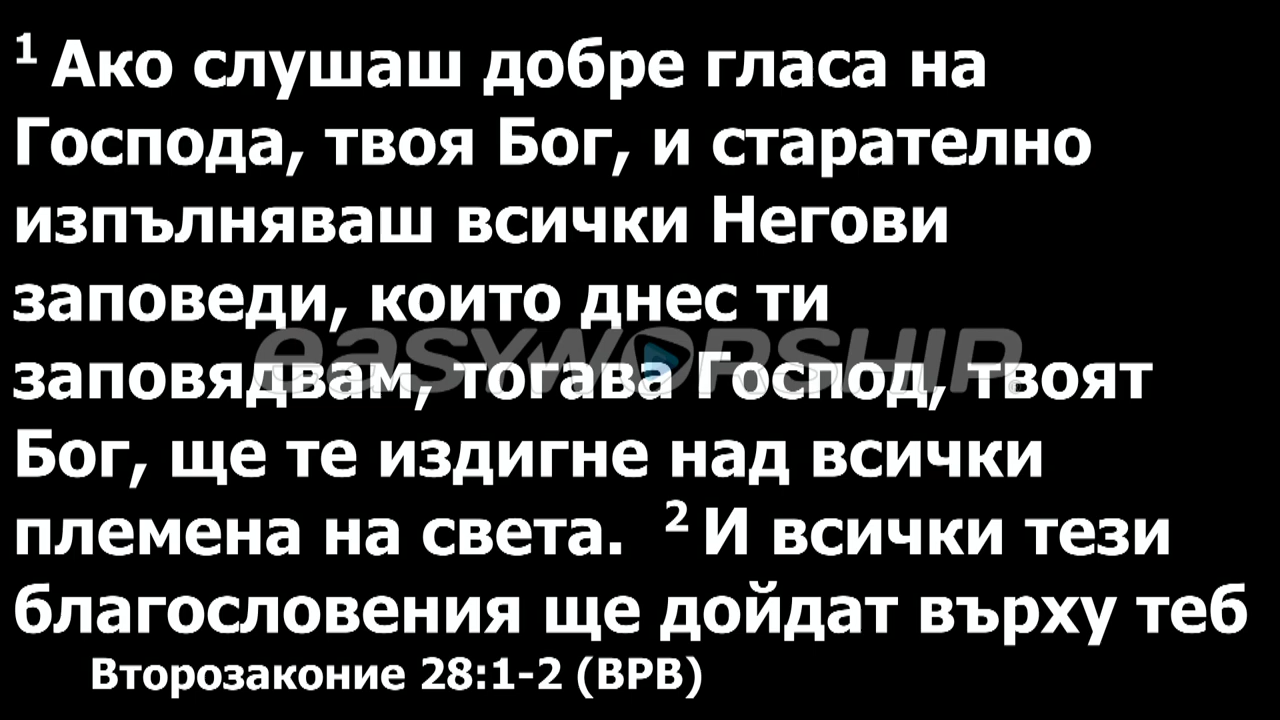 1 Ако слушаш добре гласа на
Господа, твоя Бог, и старателно
изпълняваш всички Негови
заповеди, които днес ти
заповядвам, тогава Господ, твоят
easyworship
Бог, ще те издигне над всички
племена на света. 2 И всички тези
благословения ще дойдат върху теб
Второзаконие 28:1-2 (ВРВ)